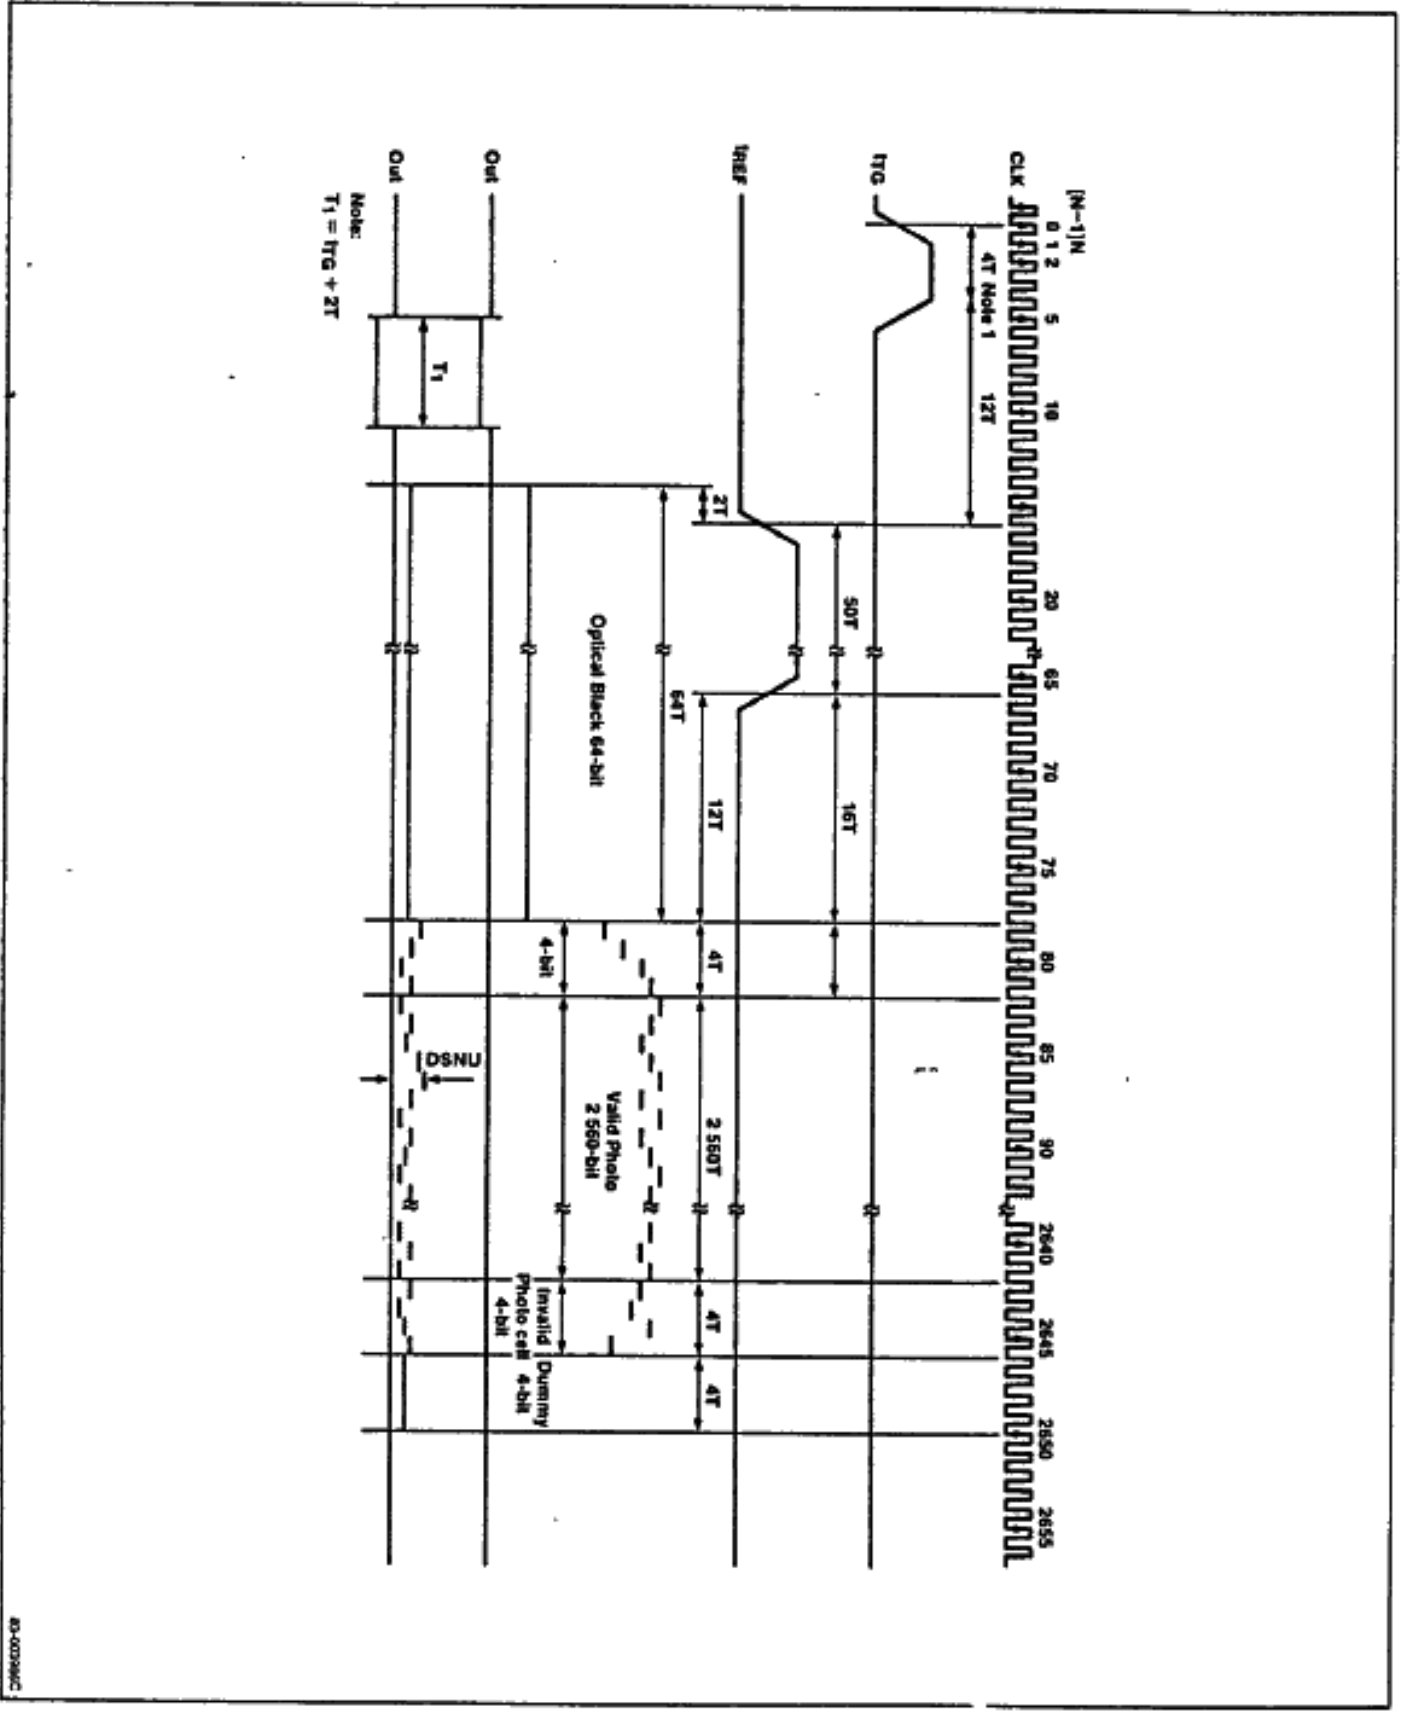 [N–1]N
0 1 2 5 10 20 65 70 75 80 85 90 2640 2645 2650 2655
CLK
4T Note 1 12T
tTG
50T 16T
tREF
2T 12T 4T 2 560T 4T 4T
64T
Optical Black 64-bit
Valid Photo
2 560-bit
4-bit
Invalid
Photo cell
4-bit
Dummy
4-bit
Out
DSNU
T1
Out
Note:
T1 = tTG + 2T